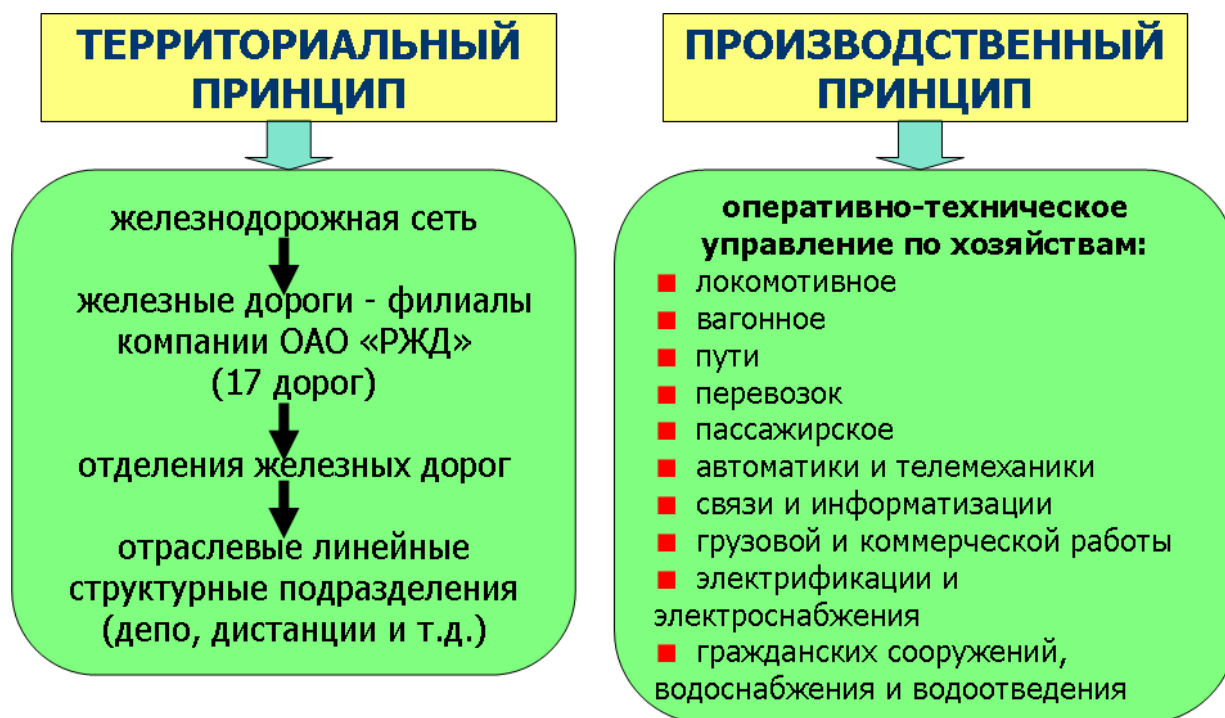 ТЕРРИТОРИАЛЬНЫЙ
ПРИНЦИП
железнодорожная сеть
железные дороги - филиалы
компании ОАО «РЖД»
(17 дорог)
отделения железных дорог
отраслевые линейные
структурные подразделения
(депо, дистанции и т.д.)
ПРОИЗВОДСТВЕННЫЙ
ПРИНЦИП
оперативно-техническое
управление по хозяйствам:
локомотивное
вагонное
пути
перевозок
пассажирское
автоматики и телемеханики
связи и информатизации
грузовой и коммерческой работы
электрификации и
электроснабжения
гражданских сооружений,
водоснабжения и водоотведения